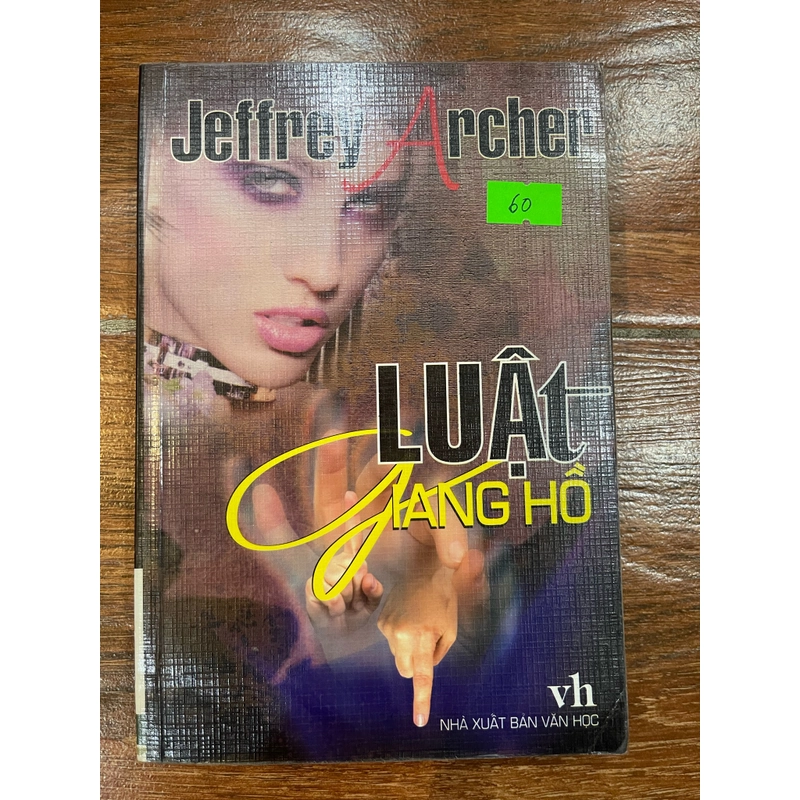 Jeffrey Archer
60
LUẬt
GIANG HỒ
vh
NHÀ XUẤT BẢN VĂN HỌC